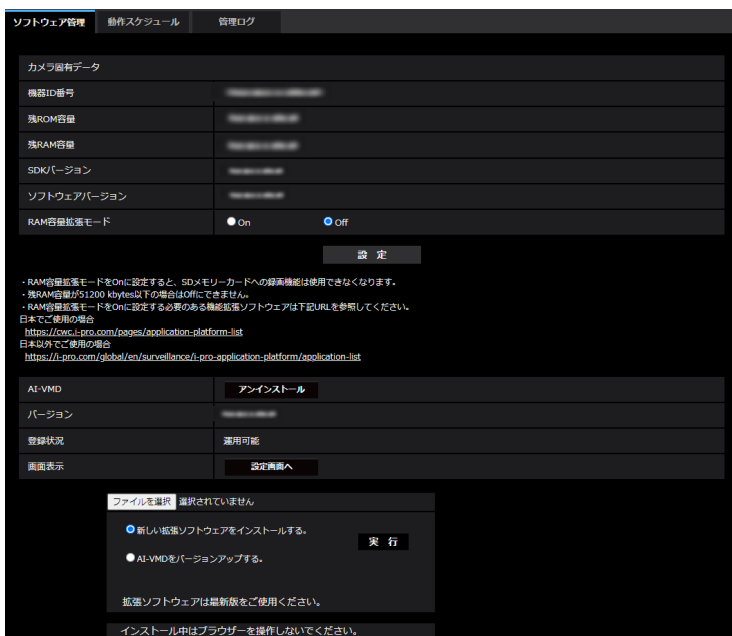 ソフトウェア管理 動作スケジュール 管理ログ
カメラ固有データ
機器ID番号
残ROM容量
残RAM容量
SDKバージョン
ソフトウェアバージョン
RAM容量拡張モード On Off
設 定
・RAM容量拡張モードをOnに設定すると、SDメモリーカードへの録画機能は使用できなくなります。
・残RAM容量が51200 kbytes以下の場合はOffにできません。
・RAM容量拡張モードをOnに設定する必要のある機能拡張ソフトウェアは下記URLを参照してください。
日本でご使用の場合
https://cwc.i-pro.com/pages/application-platform-list
日本以外でご使用の場合
https://i-pro.com/global/en/surveillance/i-pro-application-platform/application-list
AI-VMD アンインストール
バージョン
登録状況 運用可能
画面表示 設定画面へ
ファイルを選択 選択されていません
新しい拡張ソフトウェアをインストールする。
実 行
AI-VMDをバージョンアップする。
拡張ソフトウェアは最新版をご使用ください。
インストール中はブラウザーを操作しないでください。